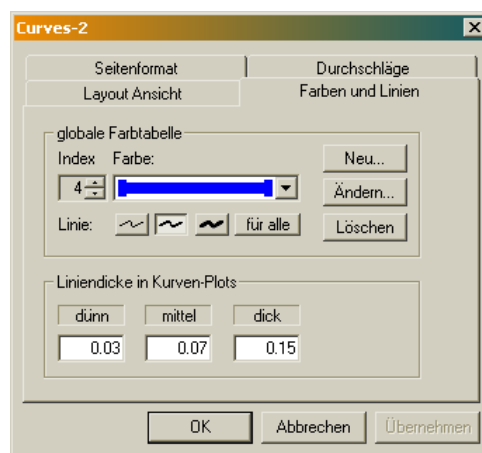 Curves-2
Seitenformat Durchschläge
Layout Ansicht Farben und Linien
globale Farbtabelle
Index Farbe: Neu...
4 Ändern...
Linie: für alle Löschen
Liniendicke in Kurven-Plots
dünn mittel dick
0.03 0.07 0.15
OK Abbrechen Übernehmen